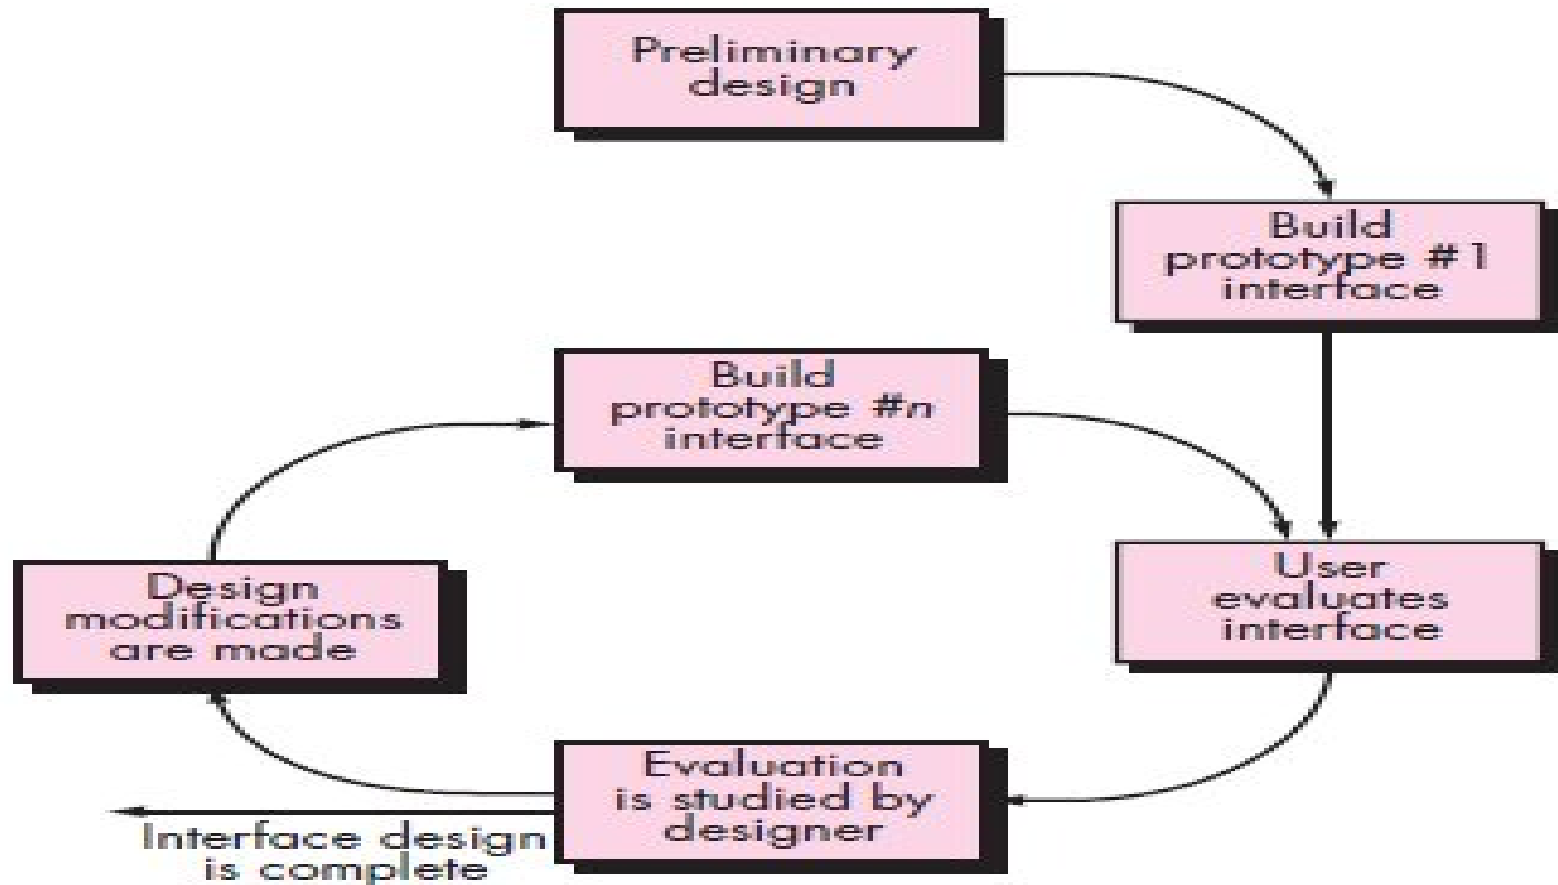 Preliminary
design
Build
prototype #1
interface
Build
prototype #n
interface
User
evaluates
interface
Design
modifications
are made
Evaluation
is studied by
designer
Interface design
is complete